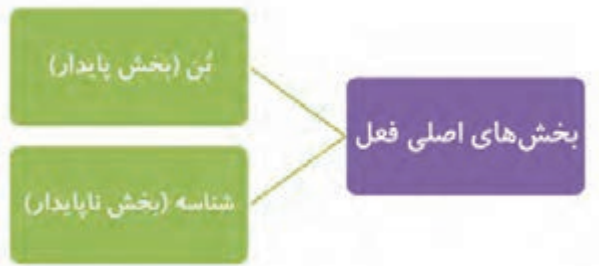 بخش‌های اصلی فعل
بُن (بخش پایدار)
شناسه (بخش ناپایدار)